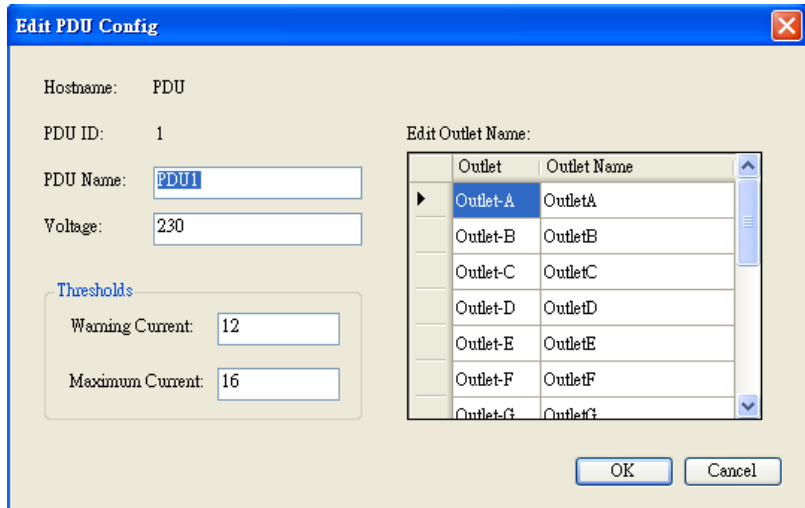 Edit PDU Config
Hostname: PDU
PDU ID: 1
PDU Name: PDU1
Voltage: 230
Thresholds
Warning Current: 12
Maximum Current: 16
Edit Outlet Name:
Outlet Outlet Name
Outlet-A OutletA
Outlet-B OutletB
Outlet-C OutletC
Outlet-D OutletD
Outlet-E OutletE
Outlet-F OutletF
Outlet-G OutletG
OK Cancel